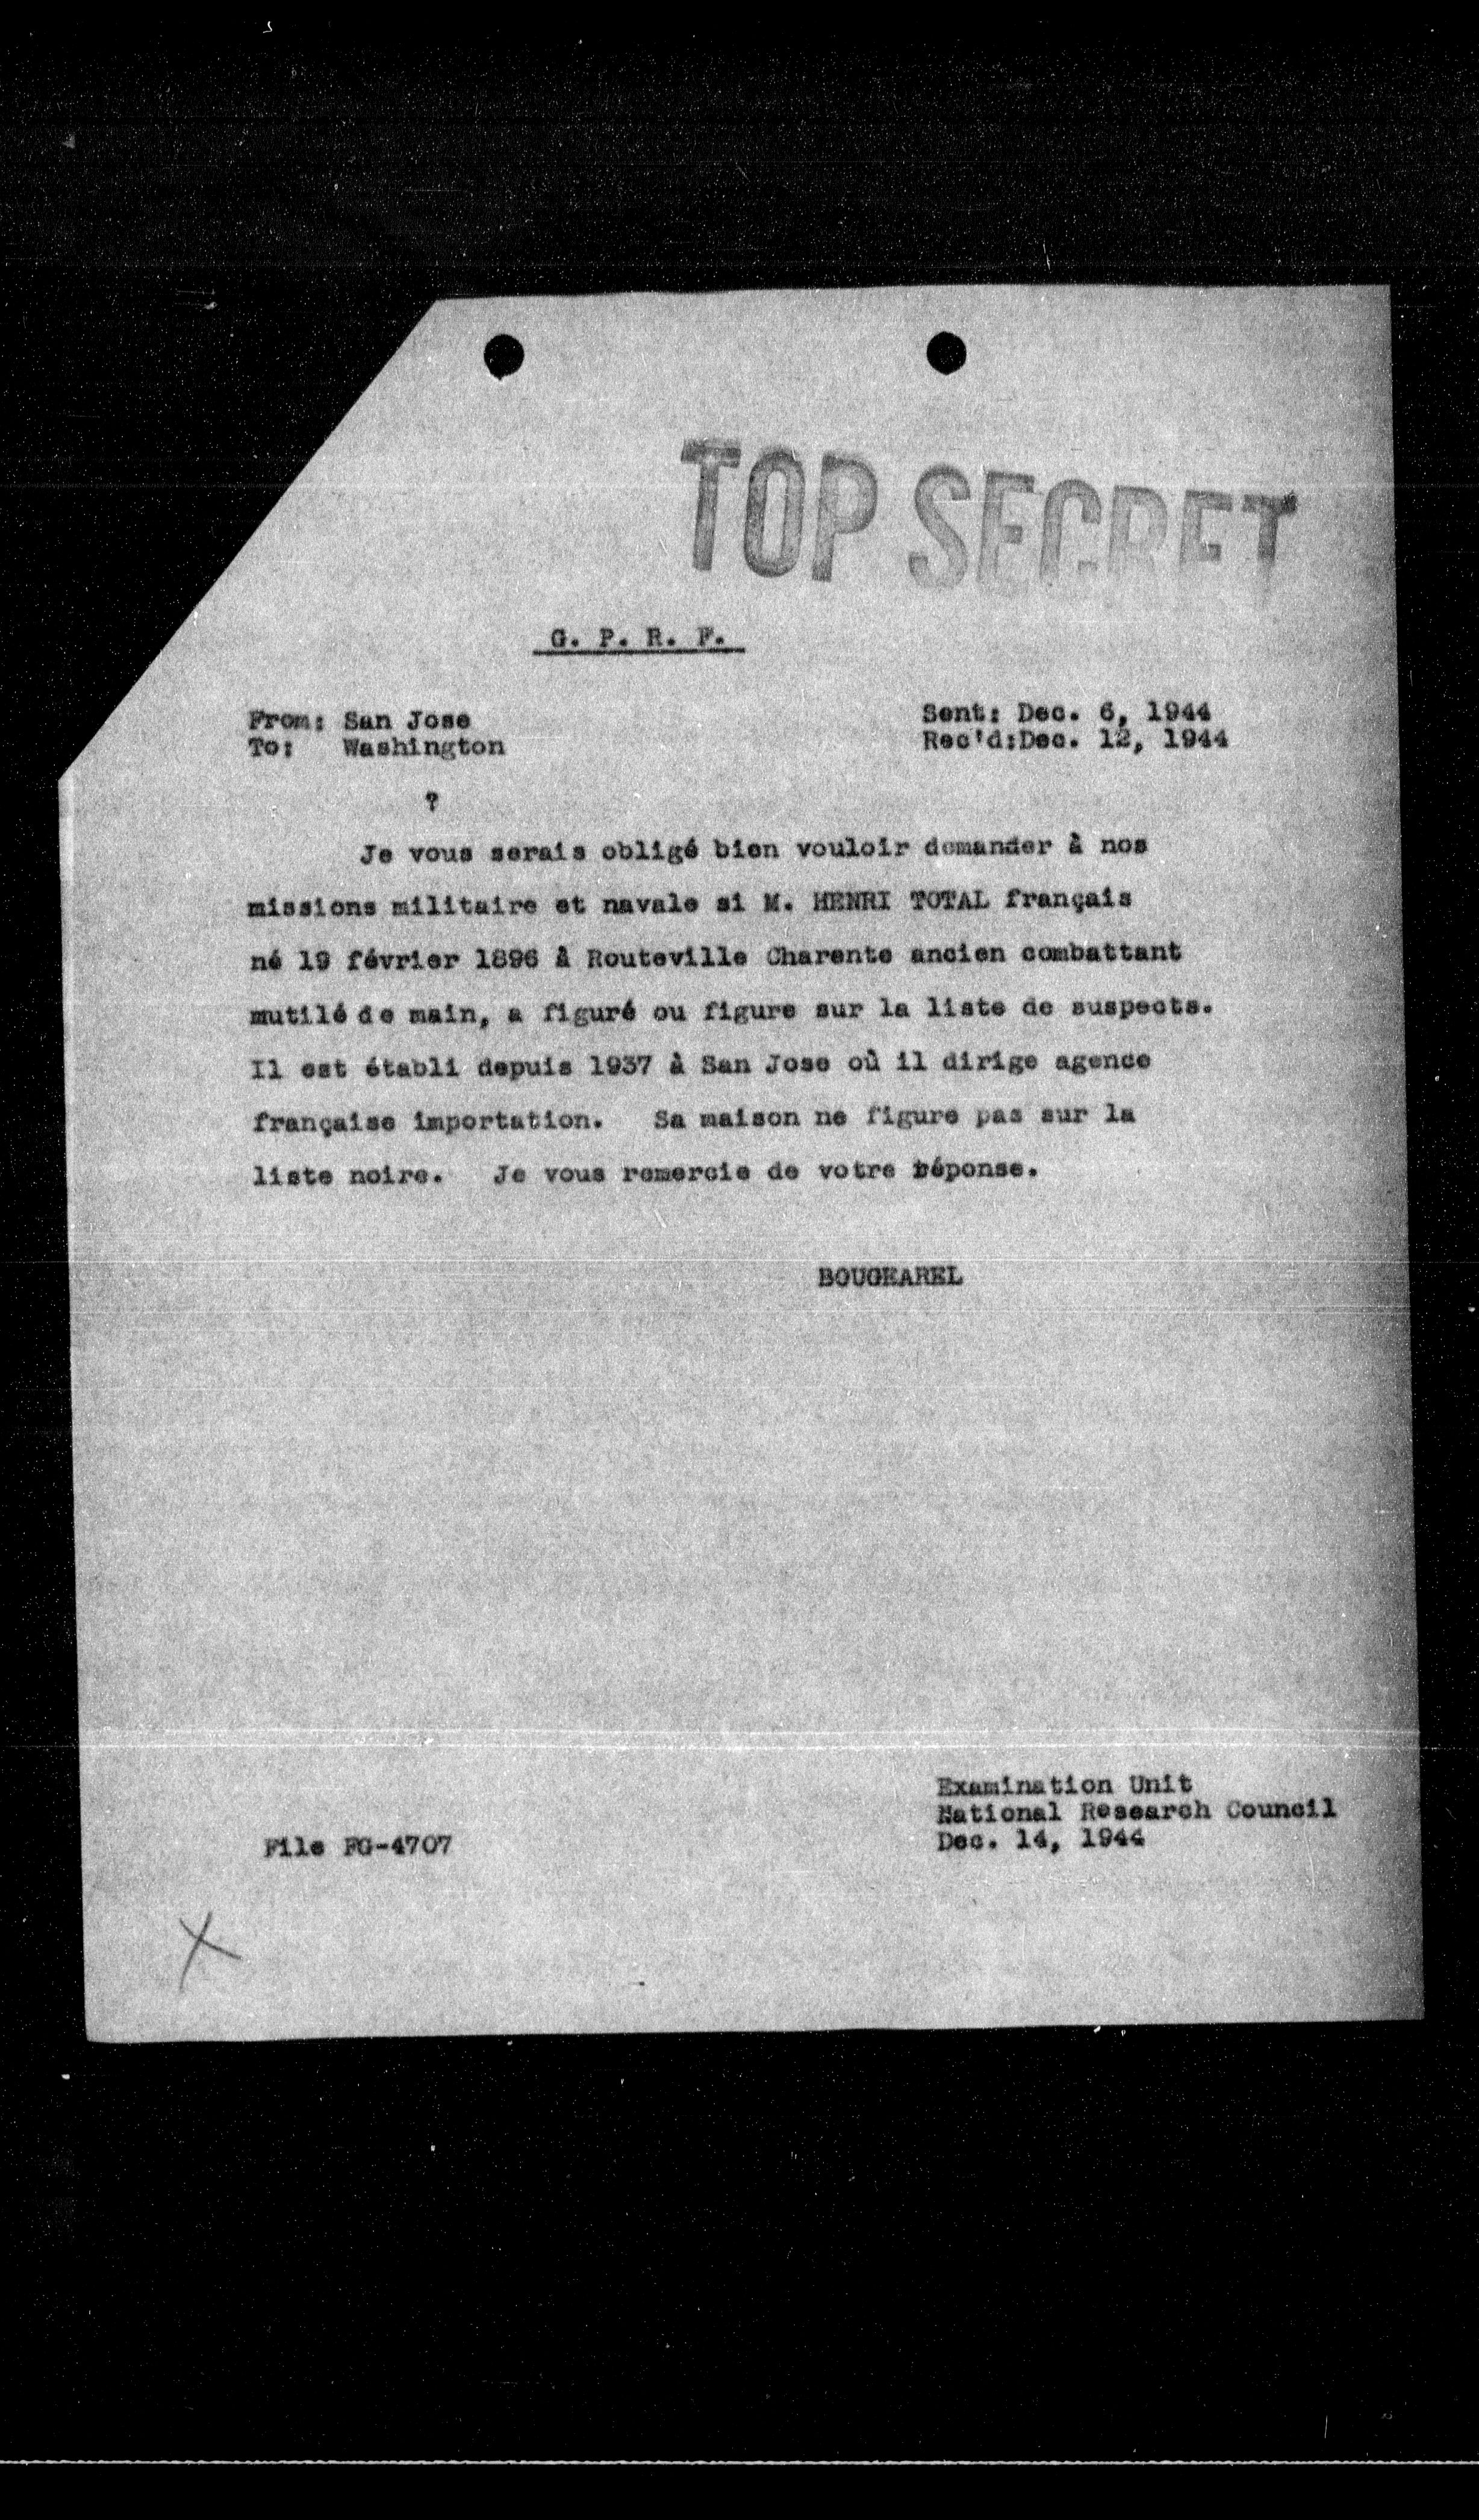 TOP SECRET
G. P. R. F.
From: San Jose
To: Washington
Sent: Dec. 6, 1944
Rec'd:Dec. 12, 1944
?
Je vous serais obligé bien vouloir demander à nos
missions militaire et navale si M. HENRI TOTAL français
né 19 février 1896 à Routeville Charente ancien combattant
mutilé de main, a figuré ou figure sur la liste de suspects.
Il est établi depuis 1937 à San Jose où il dirige agence
française importation. Sa maison ne figure pas sur la
liste noire. Je vous remercie de votre réponse.
BOUGKAREL
Examination Unit
National Research Council
Dec. 14, 1944
File FG-4707
X